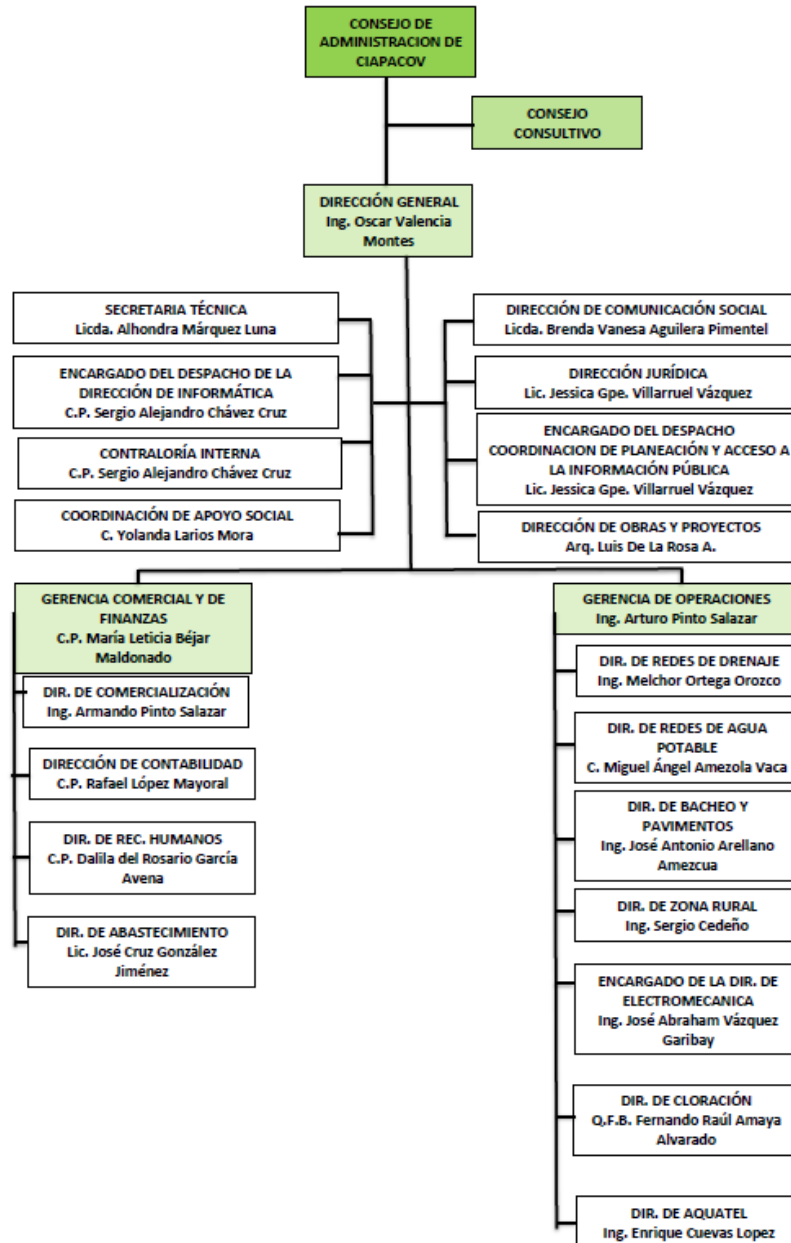 CONSEJO DE
ADMINISTRACION DE
CIAPACOV
CONSEJO
CONSULTIVO
DIRECCIÓN GENERAL
Ing. Oscar Valencia
Montes
SECRETARIA TÉCNICA
Licda. Alhondra Márquez Luna
ENCARGADO DEL DESPACHO DE LA
DIRECCIÓN DE INFORMÁTICA
C.P. Sergio Alejandro Chávez Cruz
CONTRALORÍA INTERNA
C.P. Sergio Alejandro Chávez Cruz
COORDINACIÓN DE APOYO SOCIAL
C. Yolanda Larios Mora
DIRECCIÓN DE COMUNICACIÓN SOCIAL
Licda. Brenda Vanesa Aguilera Pimentel
DIRECCIÓN JURÍDICA
Lic. Jessica Gpe. Villarruel Vázquez
ENCARGADO DEL DESPACHO
COORDINACION DE PLANEACIÓN Y ACCESO A
LA INFORMACIÓN PÚBLICA
Lic. Jessica Gpe. Villarruel Vázquez
DIRECCIÓN DE OBRAS Y PROYECTOS
Arq. Luis De La Rosa A.
GERENCIA COMERCIAL Y DE
FINANZAS
C.P. María Leticia Béjar
Maldonado
DIR. DE COMERCIALIZACIÓN
Ing. Armando Pinto Salazar
DIRECCIÓN DE CONTABILIDAD
C.P. Rafael López Mayoral
DIR. DE REC. HUMANOS
C.P. Dalila del Rosario García
Avena
DIR. DE ABASTECIMIENTO
Lic. José Cruz González
Jiménez
GERENCIA DE OPERACIONES
Ing. Arturo Pinto Salazar
DIR. DE REDES DE DRENAJE
Ing. Melchor Ortega Orozco
DIR. DE REDES DE AGUA
POTABLE
C. Miguel Ángel Amezola Vaca
DIR. DE BACHEO Y
PAVIMENTOS
Ing. José Antonio Arellano
Amezcua
DIR. DE ZONA RURAL
Ing. Sergio Cedeño
ENCARGADO DE LA DIR. DE
ELECTROMECANICA
Ing. José Abraham Vázquez
Garibay
DIR. DE CLORACIÓN
Q.F.B. Fernando Raúl Amaya
Alvarado
DIR. DE AQUATEL
Ing. Enrique Cuevas Lopez